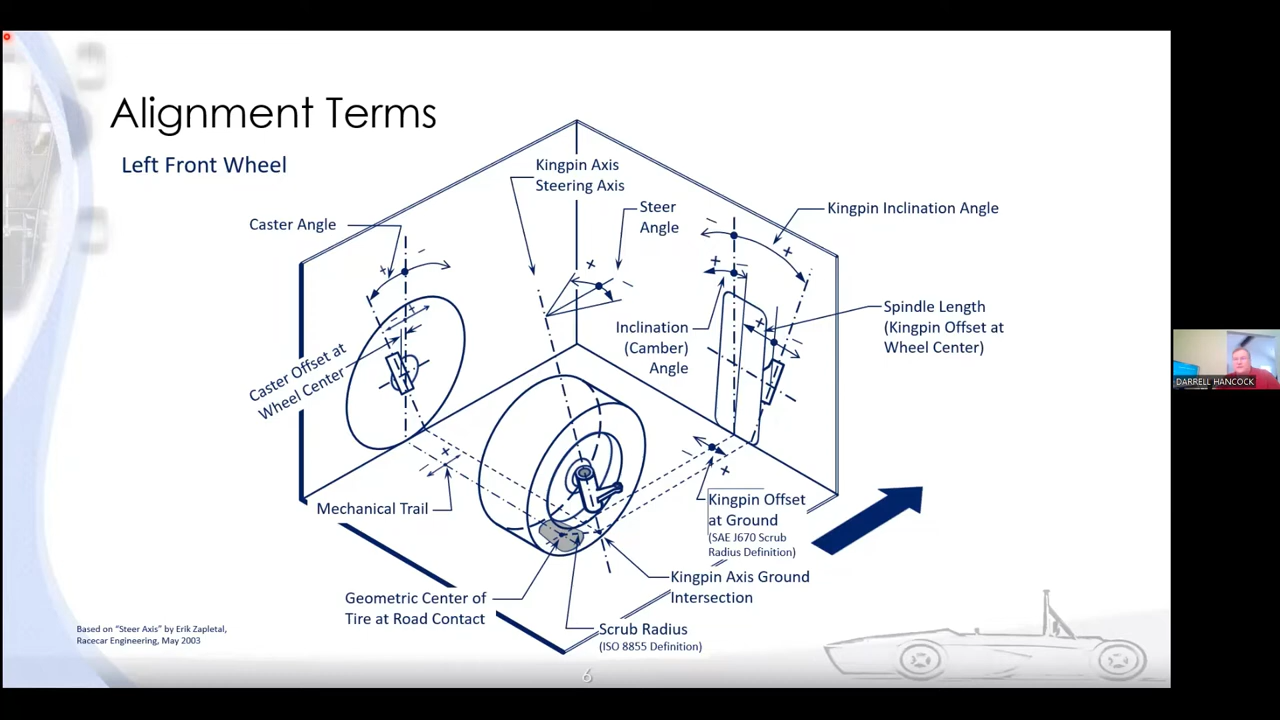 Alignment Terms
Left Front Wheel
Kingpin Axis
Steering Axis
Steer
Angle
Kingpin Inclination Angle
Caster Angle
Spindle Length
(Kingpin Offset at
Wheel Center)
Inclination
(Camber)
Angle
Caster Offset at
Wheel Center
Mechanical Trail
Kingpin Offset
at Ground
(SAE J670 Scrub
Radius Definition)
Kingpin Axis Ground
Intersection
Geometric Center of
Tire at Road Contact
Scrub Radius
(ISO 8855 Definition)
Based on "Steer Axis" by Erik Zapletal,
Racecar Engineering, May 2003
6
DARRELL HANCOCK